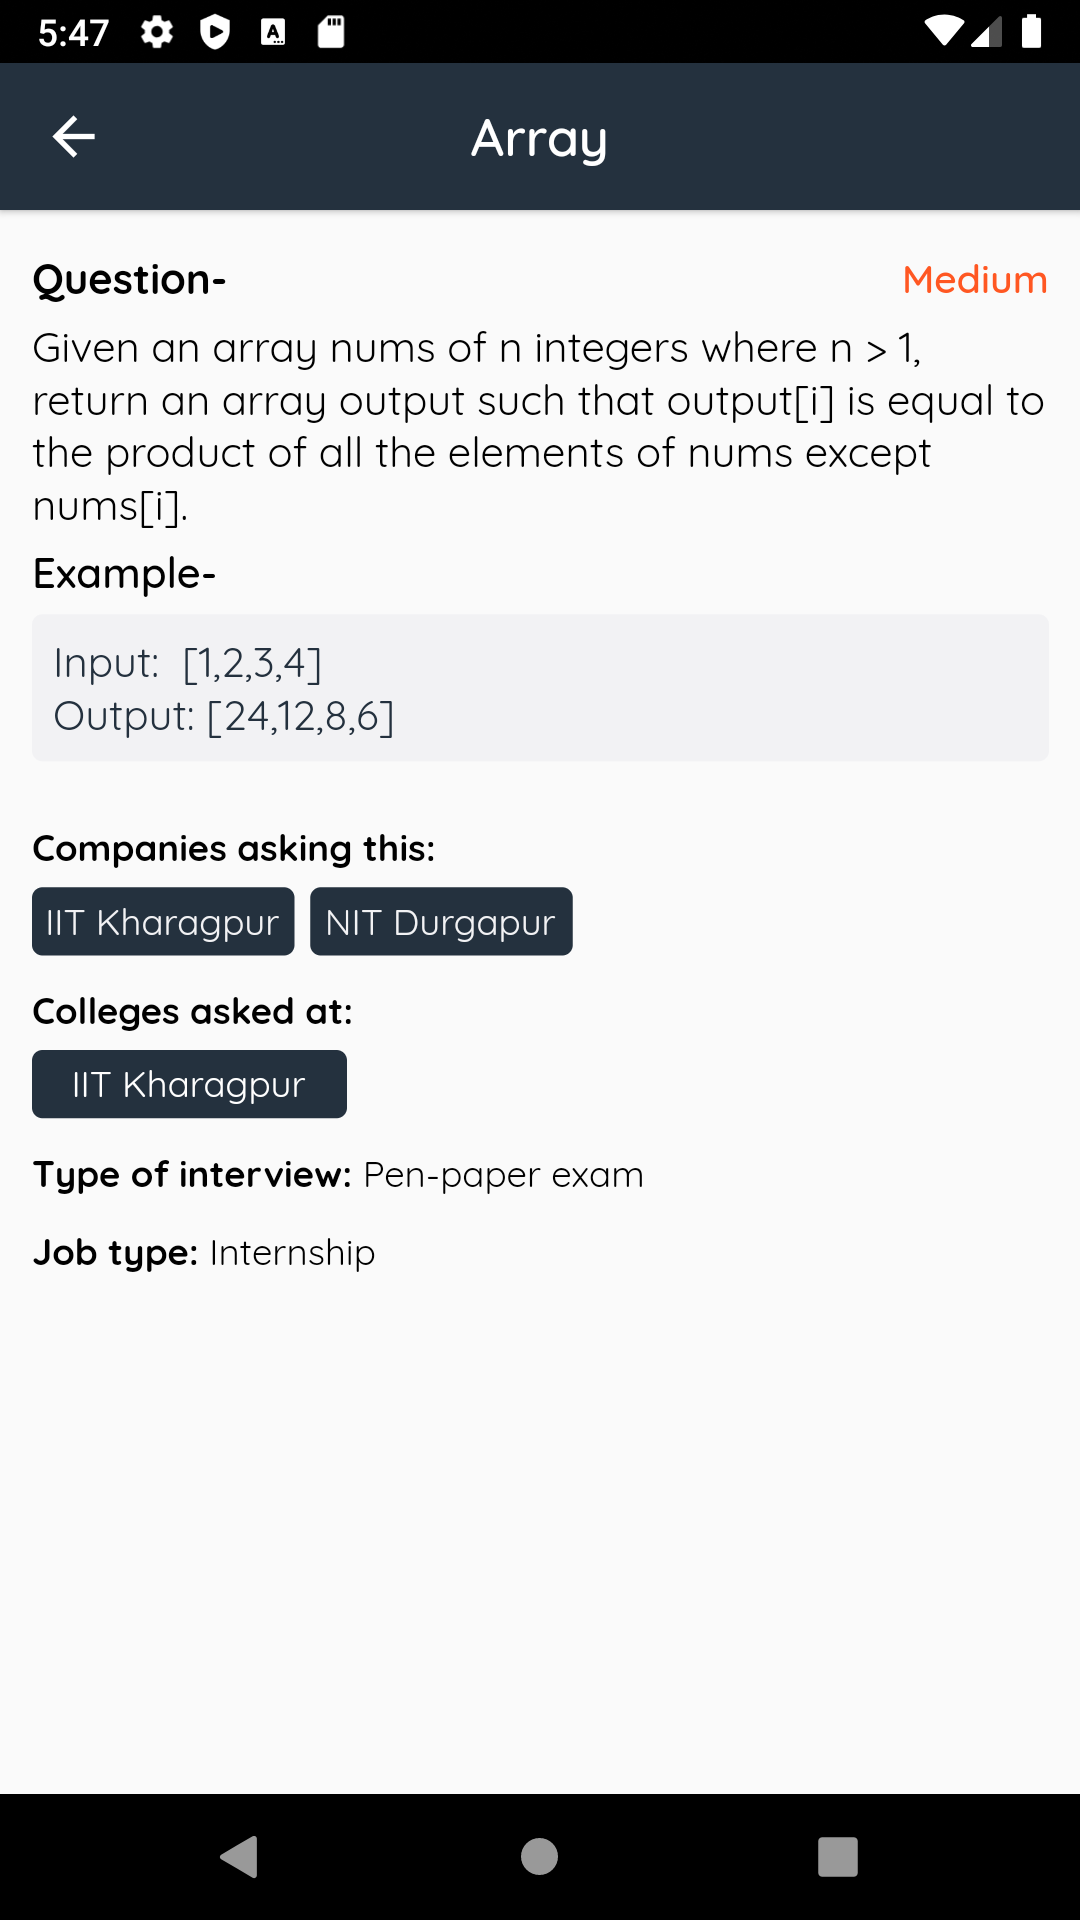 5:47
Array
Question-
Medium
Given an array nums of n integers where n > 1,
return an array output such that output[i] is equal to
the product of all the elements of nums except
nums[i].
Example-
Input:  [1,2,3,4]
Output: [24,12,8,6]
Companies asking this:
IIT Kharagpur NIT Durgapur
Colleges asked at:
IIT Kharagpur
Type of interview: Pen-paper exam
Job type: Internship